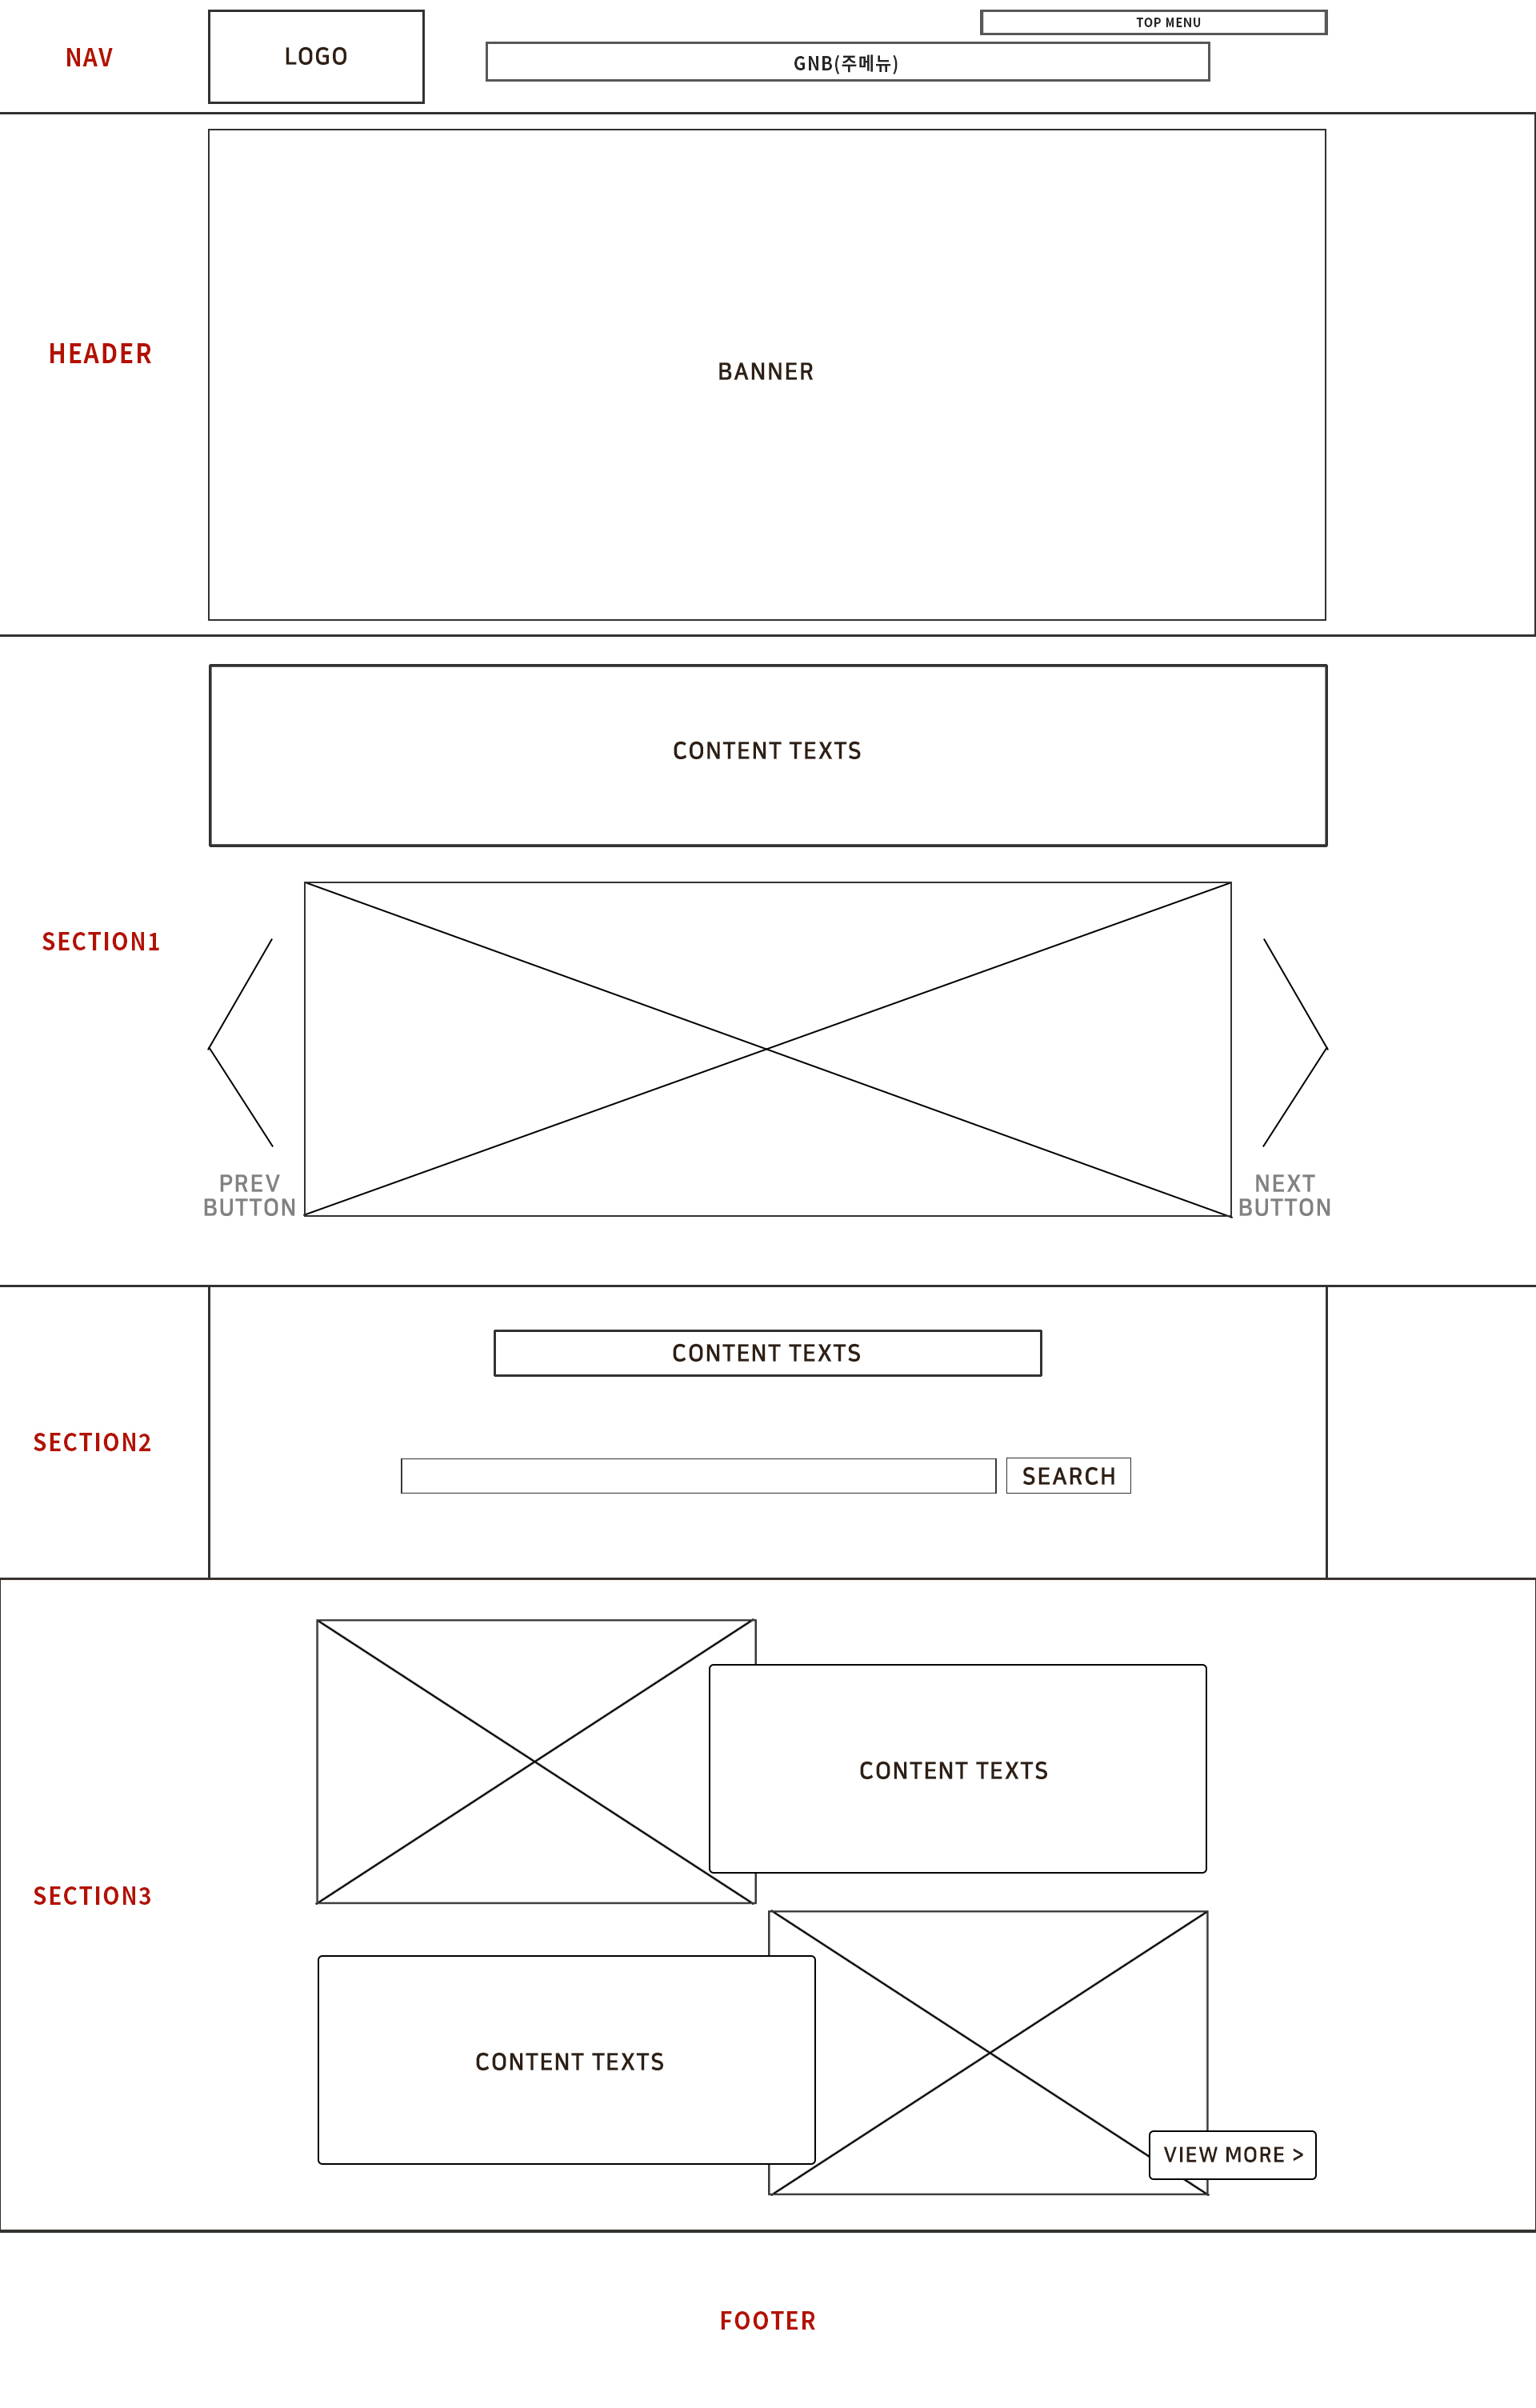 NAV
LOGO
TOP MENU
GNB(주메뉴)
HEADER
BANNER
CONTENT TEXTS
SECTION1
PREV
BUTTON
NEXT
BUTTON
CONTENT TEXTS
SECTION2
SEARCH
CONTENT TEXTS
SECTION3
CONTENT TEXTS
VIEW MORE >
FOOTER